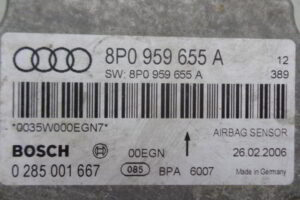 8P0 959 655 A 12
SW: 8P0 959 655 A 389
*0035W000EGN7*
AIRBAG SENSOR
BOSCH 00EGN 26.02.2006
0 285 001 667 085 BPA 6007 Made in Germany